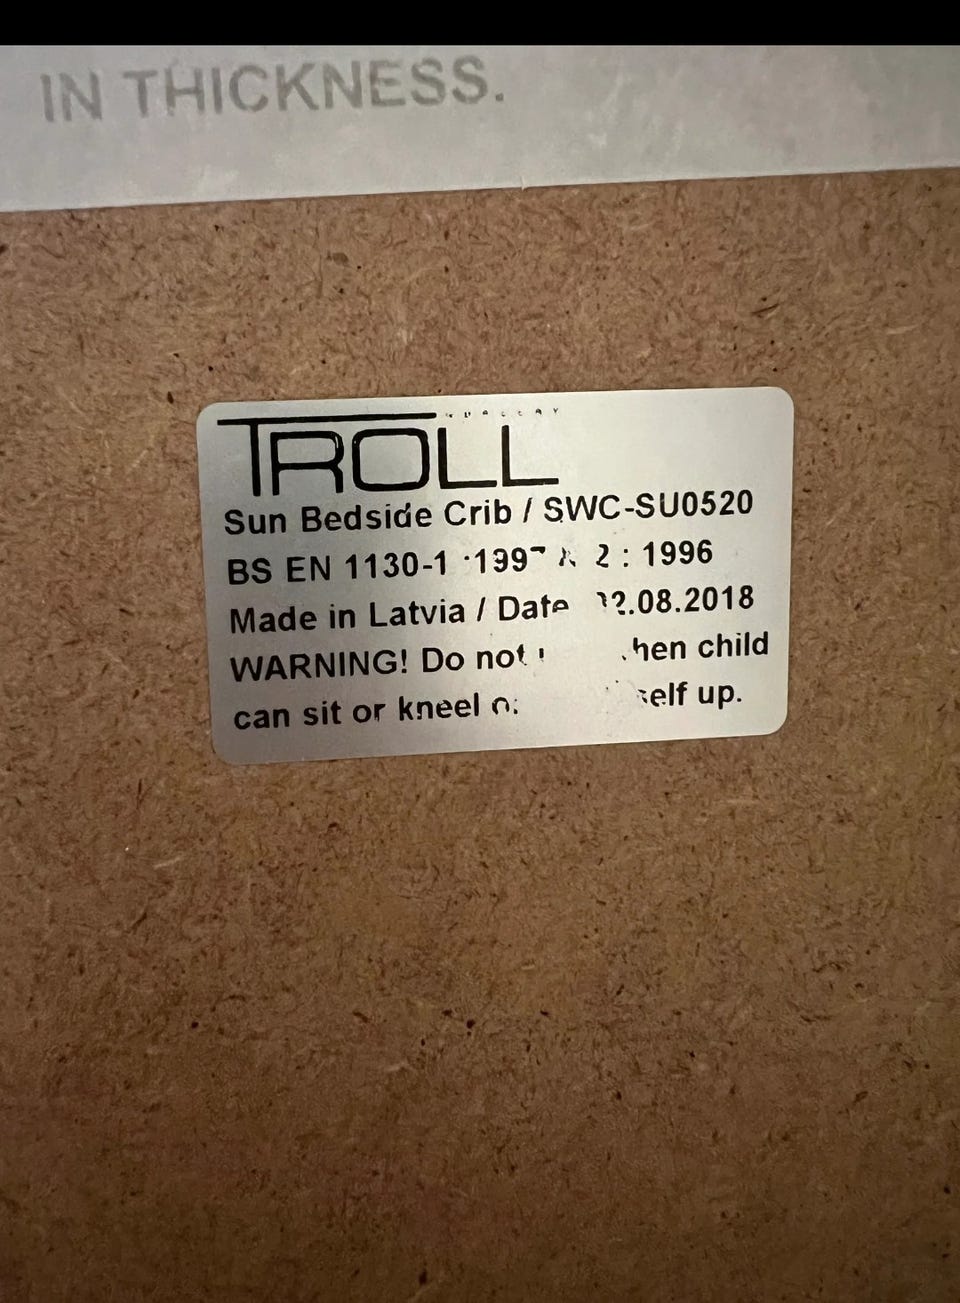 IN THICKNESS.
TROLL
Sun Bedside Crib / SWC-SU0520
BS EN 1130-1 2 : 1996
Made in Latvia / Date .08.2018
WARNING! Do not child
can sit or kneel up.